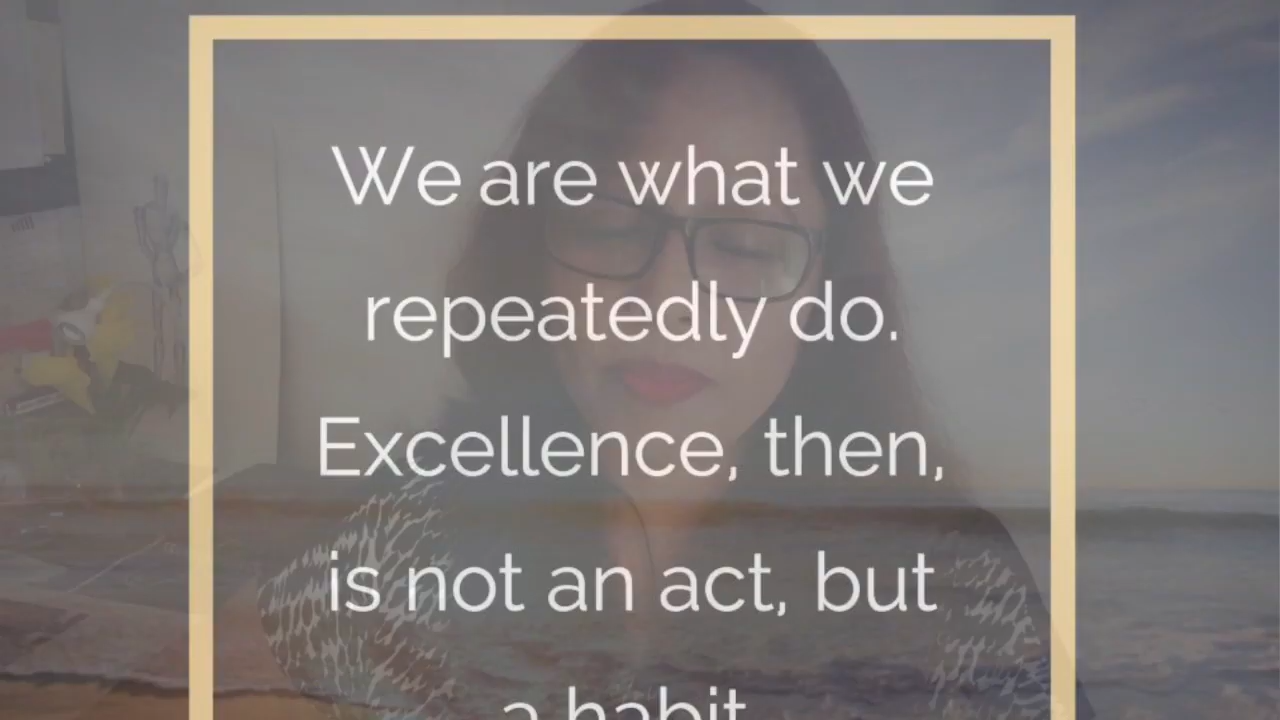 We are what we
repeatedly do.
Excellence, then,
is not an act, but
a habit